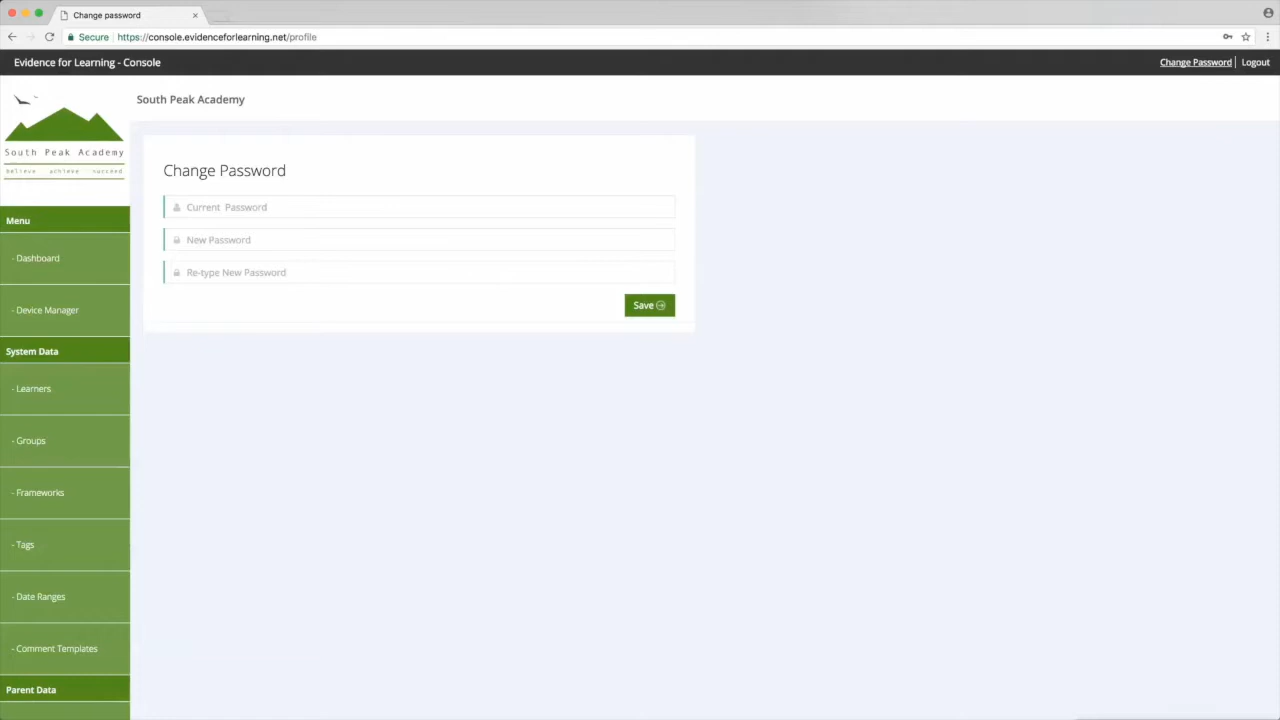 Change password
Secure
https://console.evidenceforlearning.net/profile
Evidence for Learning - Console
Change Password
Logout
South Peak Academy
believe achieve succeed
South Peak Academy
Change Password
Current Password
New Password
Re-type New Password
Save
Menu
- Dashboard
- Device Manager
System Data
- Learners
- Groups
- Frameworks
- Tags
- Date Ranges
- Comment Templates
Parent Data